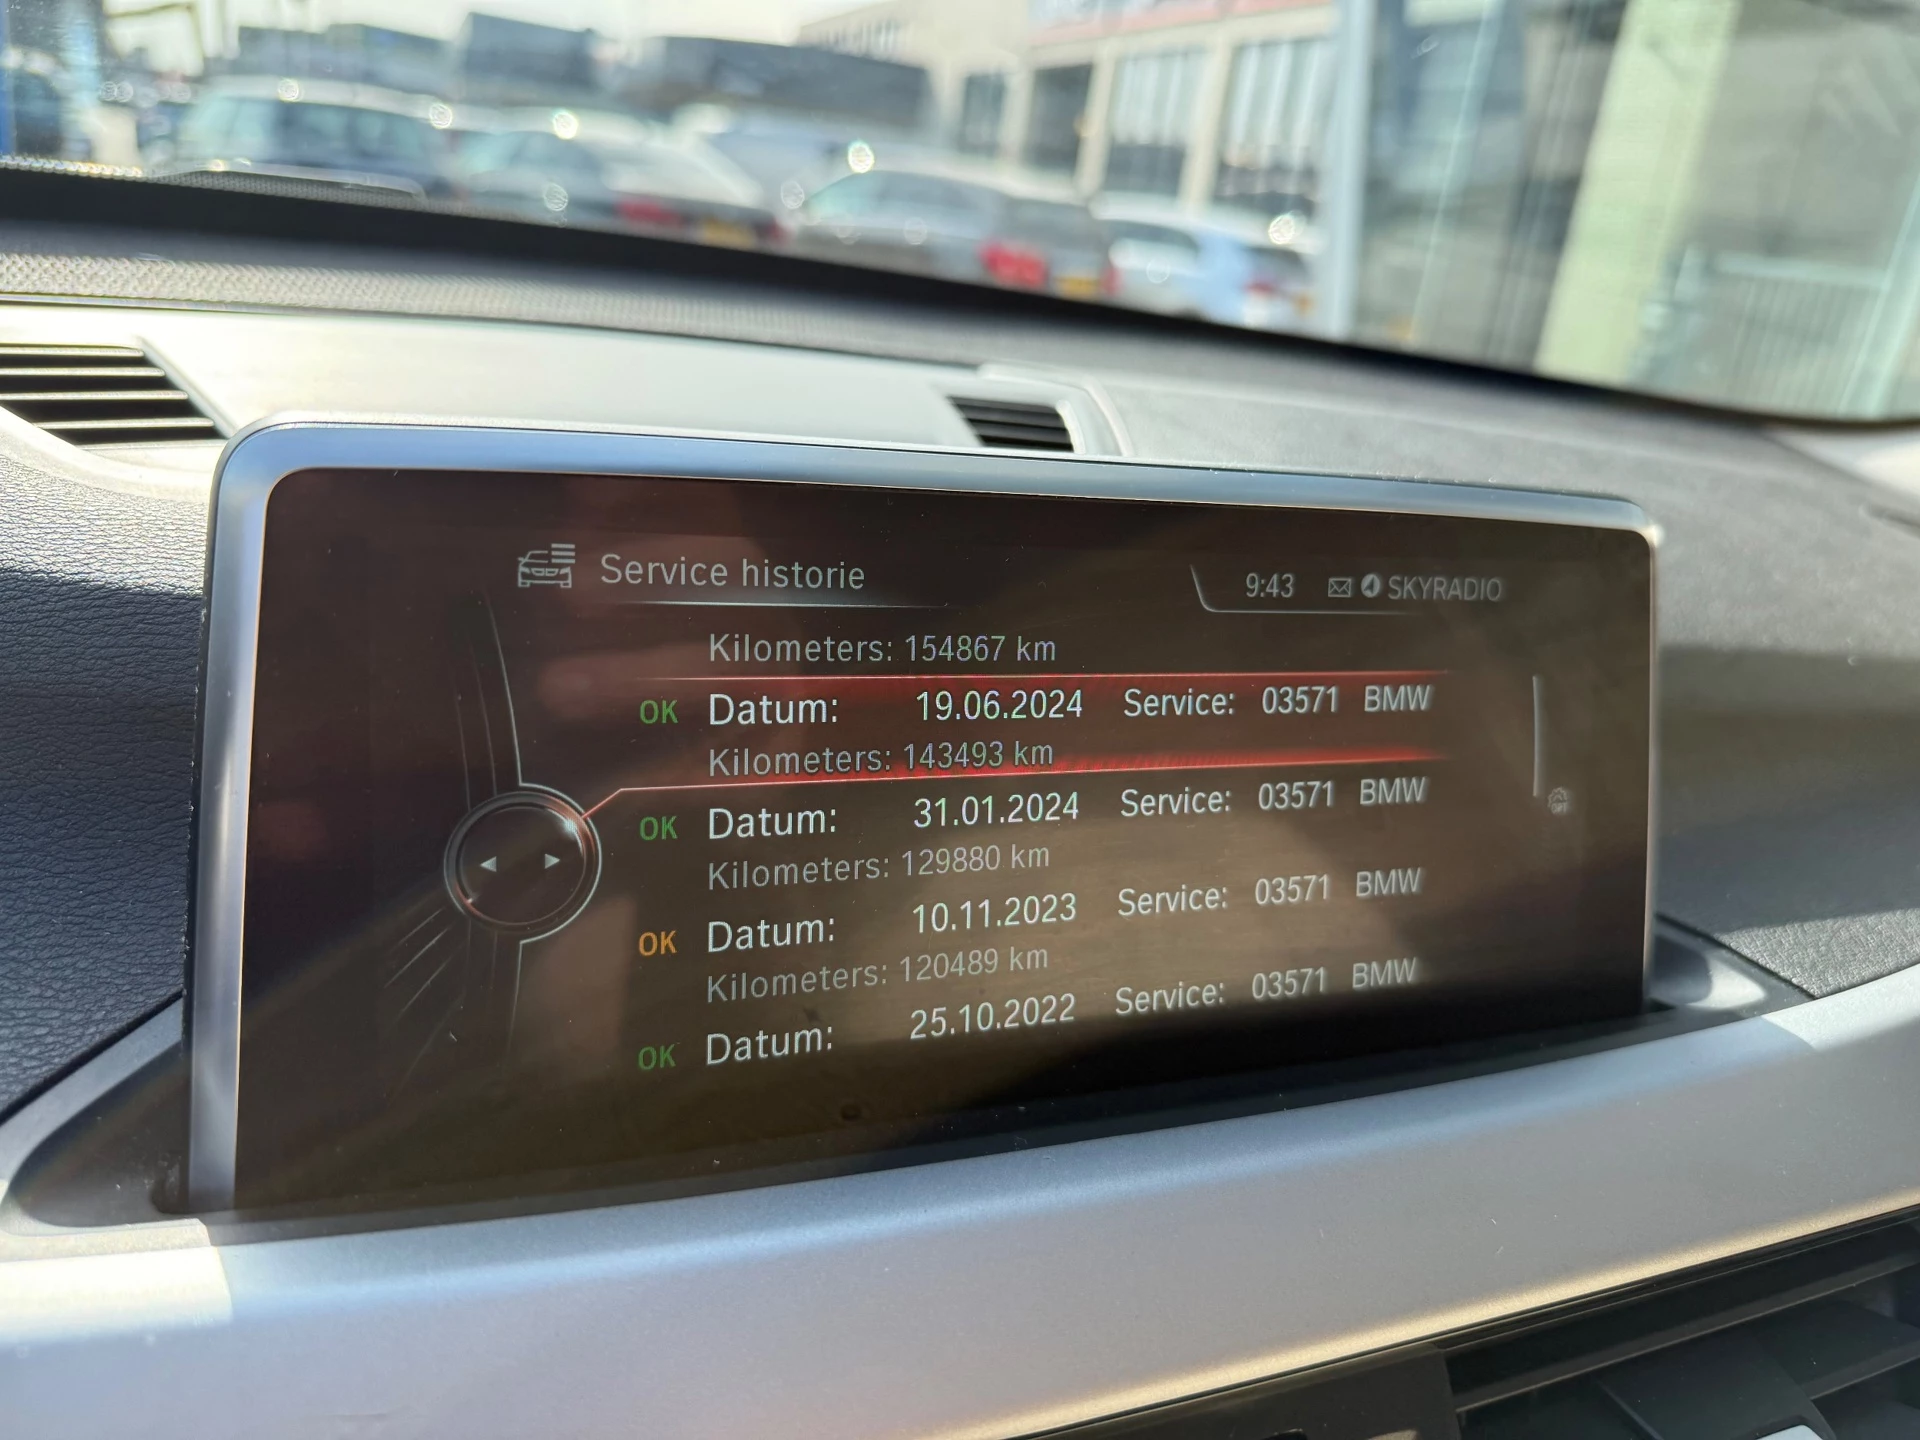 Service historie
9:43 SKYRADIO
Kilometers: 154867 km
OK Datum: 19.06.2024 Service: 03571 BMW
Kilometers: 143493 km
OK Datum: 31.01.2024 Service: 03571 BMW
Kilometers: 129880 km
OK Datum: 10.11.2023 Service: 03571 BMW
Kilometers: 120489 km
OK Datum: 25.10.2022 Service: 03571 BMW